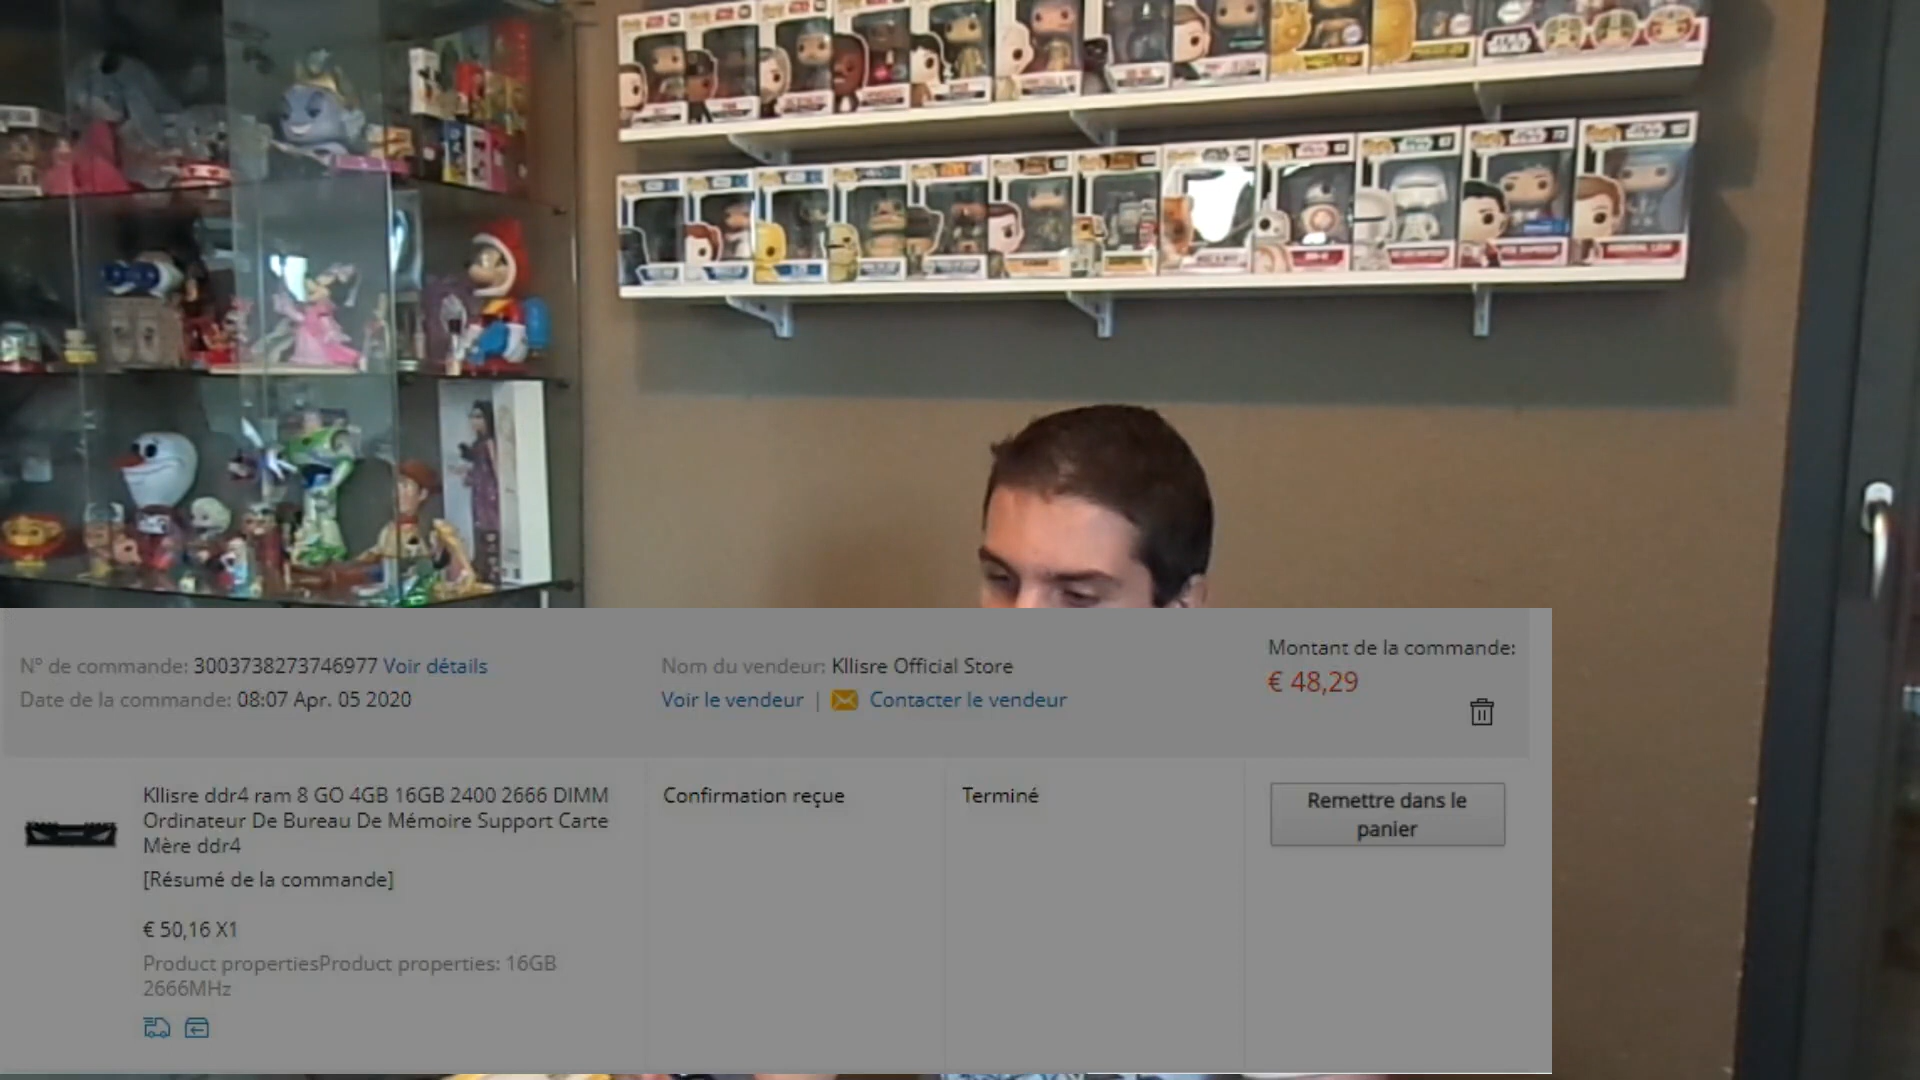 N° de commande: 3003738273746977 Voir détails
Date de la commande: 08:07 Apr. 05 2020
Nom du vendeur: Kllisre Official Store
Voir le vendeur | Contacter le vendeur
Montant de la commande:
€ 48,29
Kllisre ddr4 ram 8 GO 4GB 16GB 2400 2666 DIMM
Ordinateur De Bureau De Mémoire Support Carte
Mère ddr4
[Résumé de la commande]
€ 50,16 X1
Product propertiesProduct properties: 16GB
2666MHz
Confirmation reçue
Terminé
Remettre dans le
panier